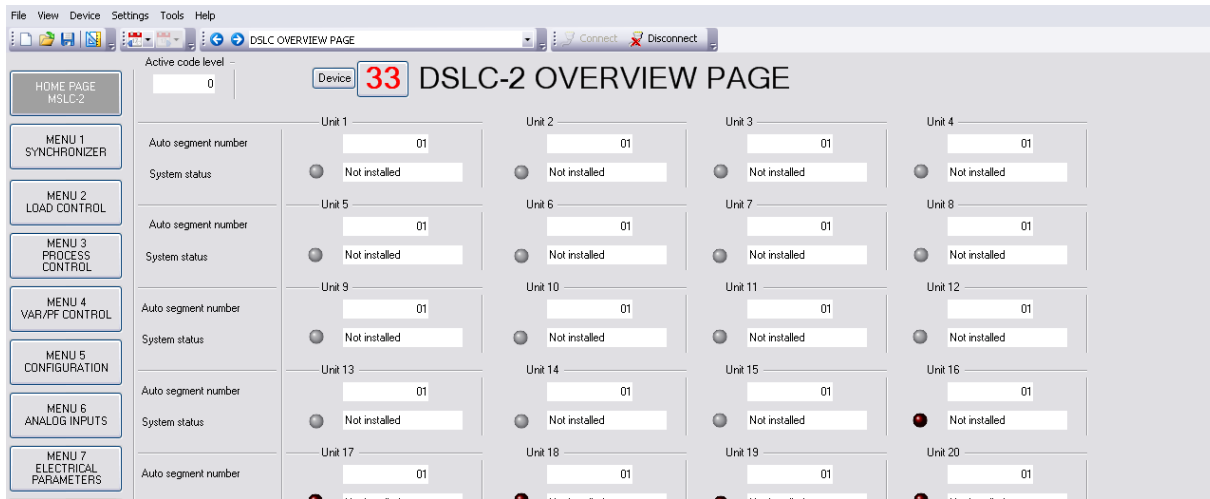 File View Device Settings Tools Help
DSLC OVERVIEW PAGE Connect Disconnect
Active code level
0
Device 33 DSLC-2 OVERVIEW PAGE
HOME PAGE
MSLC-2
MENU 1
SYNCHRONIZER
MENU 2
LOAD CONTROL
MENU 3
PROCESS
CONTROL
MENU 4
VAR/PF CONTROL
MENU 5
CONFIGURATION
MENU 6
ANALOG INPUTS
MENU 7
ELECTRICAL
PARAMETERS
Unit 1 Unit 2 Unit 3 Unit 4
Auto segment number 01 01 01 01
System status Not installed Not installed Not installed Not installed
Unit 5 Unit 6 Unit 7 Unit 8
Auto segment number 01 01 01 01
System status Not installed Not installed Not installed Not installed
Unit 9 Unit 10 Unit 11 Unit 12
Auto segment number 01 01 01 01
System status Not installed Not installed Not installed Not installed
Unit 13 Unit 14 Unit 15 Unit 16
Auto segment number 01 01 01 01
System status Not installed Not installed Not installed Not installed
Unit 17 Unit 18 Unit 19 Unit 20
Auto segment number 01 01 01 01